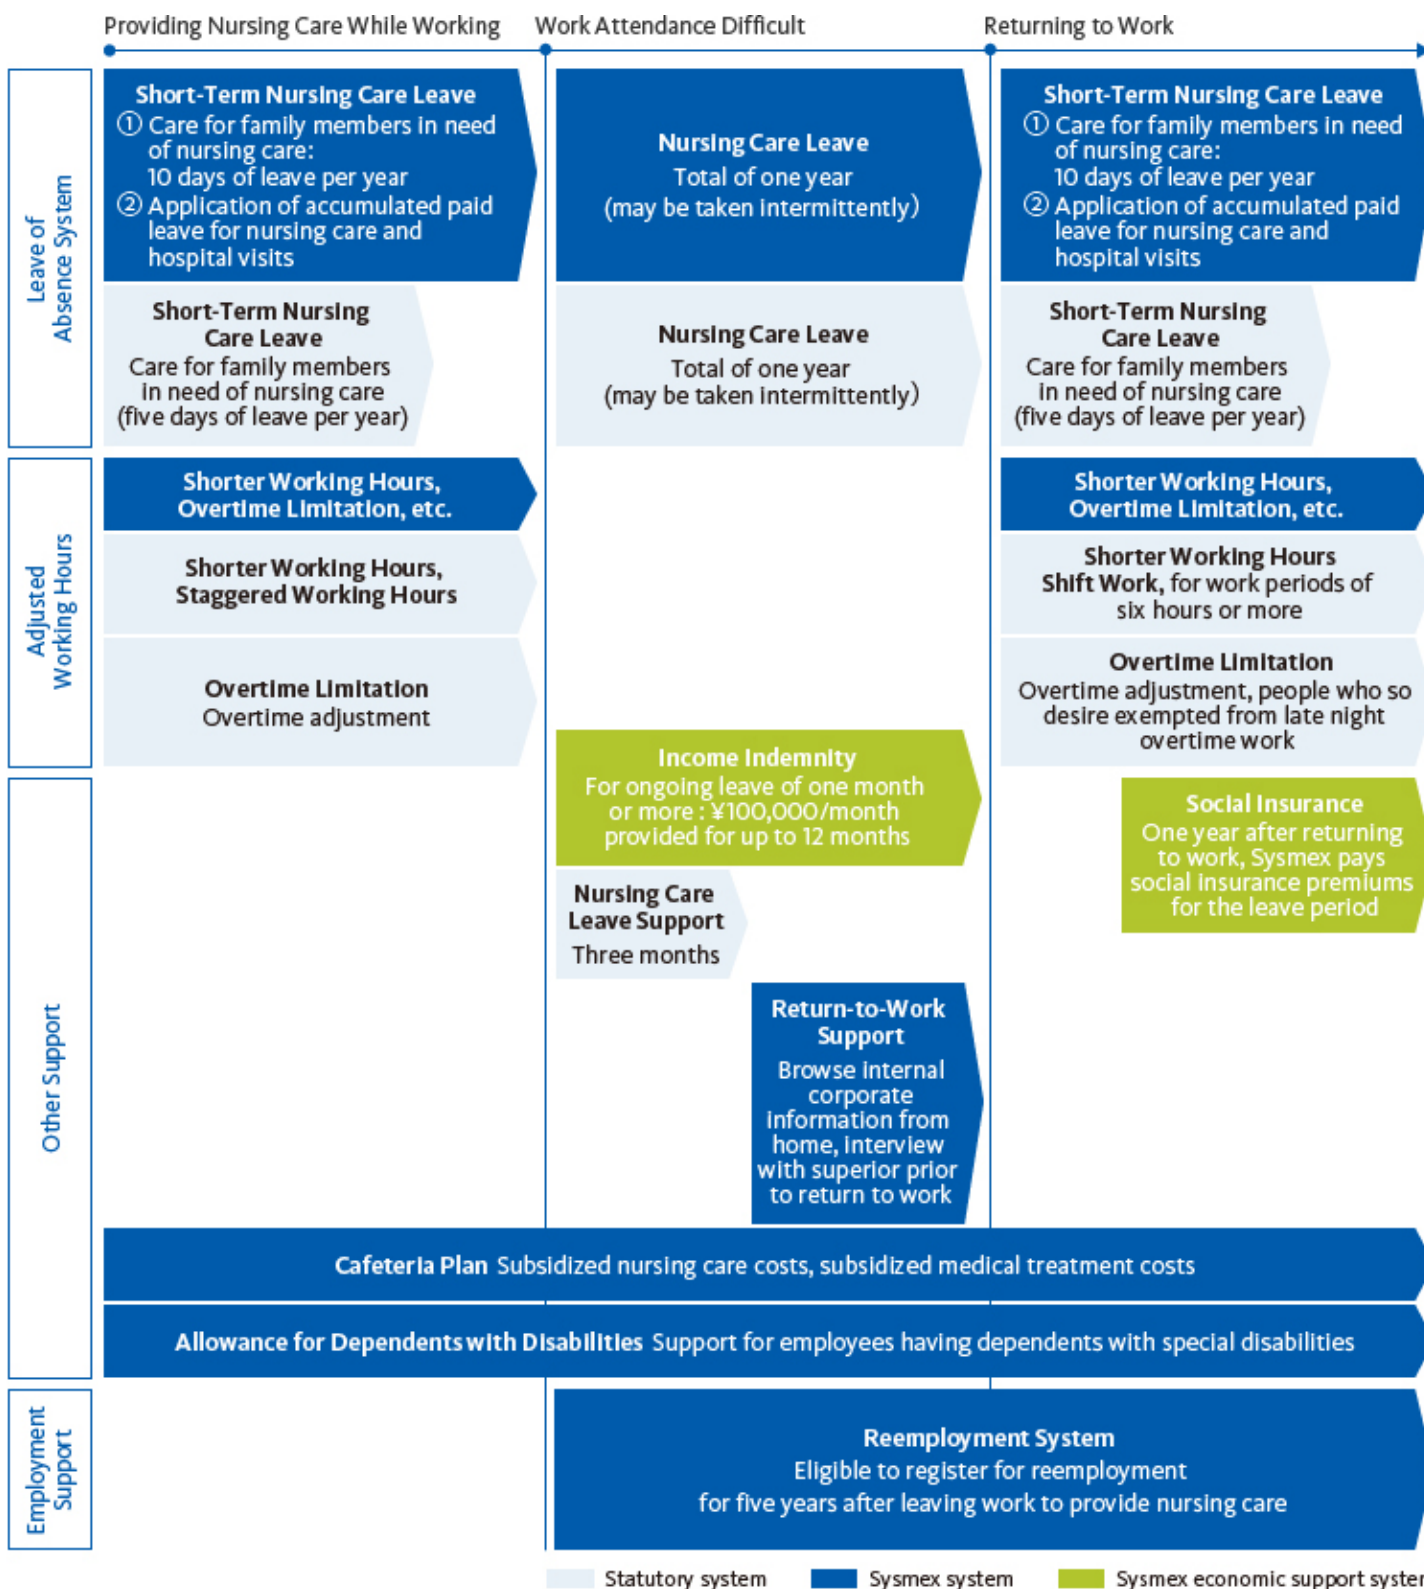 Providing Nursing Care While Working
Work Attendance Difficult
Returning to Work
Leave of
Absence System
Short-Term Nursing Care Leave
① Care for family members in need
of nursing care:
10 days of leave per year
② Application of accumulated paid
leave for nursing care and
hospital visits
Nursing Care Leave
Total of one year
(may be taken intermittently)
Short-Term Nursing Care Leave
① Care for family members in need
of nursing care:
10 days of leave per year
② Application of accumulated paid
leave for nursing care and
hospital visits
Short-Term Nursing
Care Leave
Care for family members
in need of nursing care
(five days of leave per year)
Nursing Care Leave
Total of one year
(may be taken intermittently)
Short-Term Nursing
Care Leave
Care for family members
in need of nursing care
(five days of leave per year)
Adjusted
Working Hours
Shorter Working Hours,
Overtime Limitation, etc.
Shorter Working Hours,
Overtime Limitation, etc.
Shorter Working Hours,
Staggered Working Hours
Shorter Working Hours
Shift Work, for work periods of
six hours or more
Overtime Limitation
Overtime adjustment
Overtime Limitation
Overtime adjustment, people who so
desire exempted from late night
overtime work
Other Support
Income Indemnity
For ongoing leave of one month
or more : ¥100,000/month
provided for up to 12 months
Social Insurance
One year after returning
to work, Sysmex pays
social insurance premiums
for the leave period
Nursing Care
Leave Support
Three months
Return-to-Work
Support
Browse internal
corporate
information from
home, interview
with superior prior
to return to work
Cafeteria Plan Subsidized nursing care costs, subsidized medical treatment costs
Allowance for Dependents with Disabilities Support for employees having dependents with special disabilities
Employment
Support
Reemployment System
Eligible to register for reemployment
for five years after leaving work to provide nursing care
Statutory system
Sysmex system
Sysmex economic support system